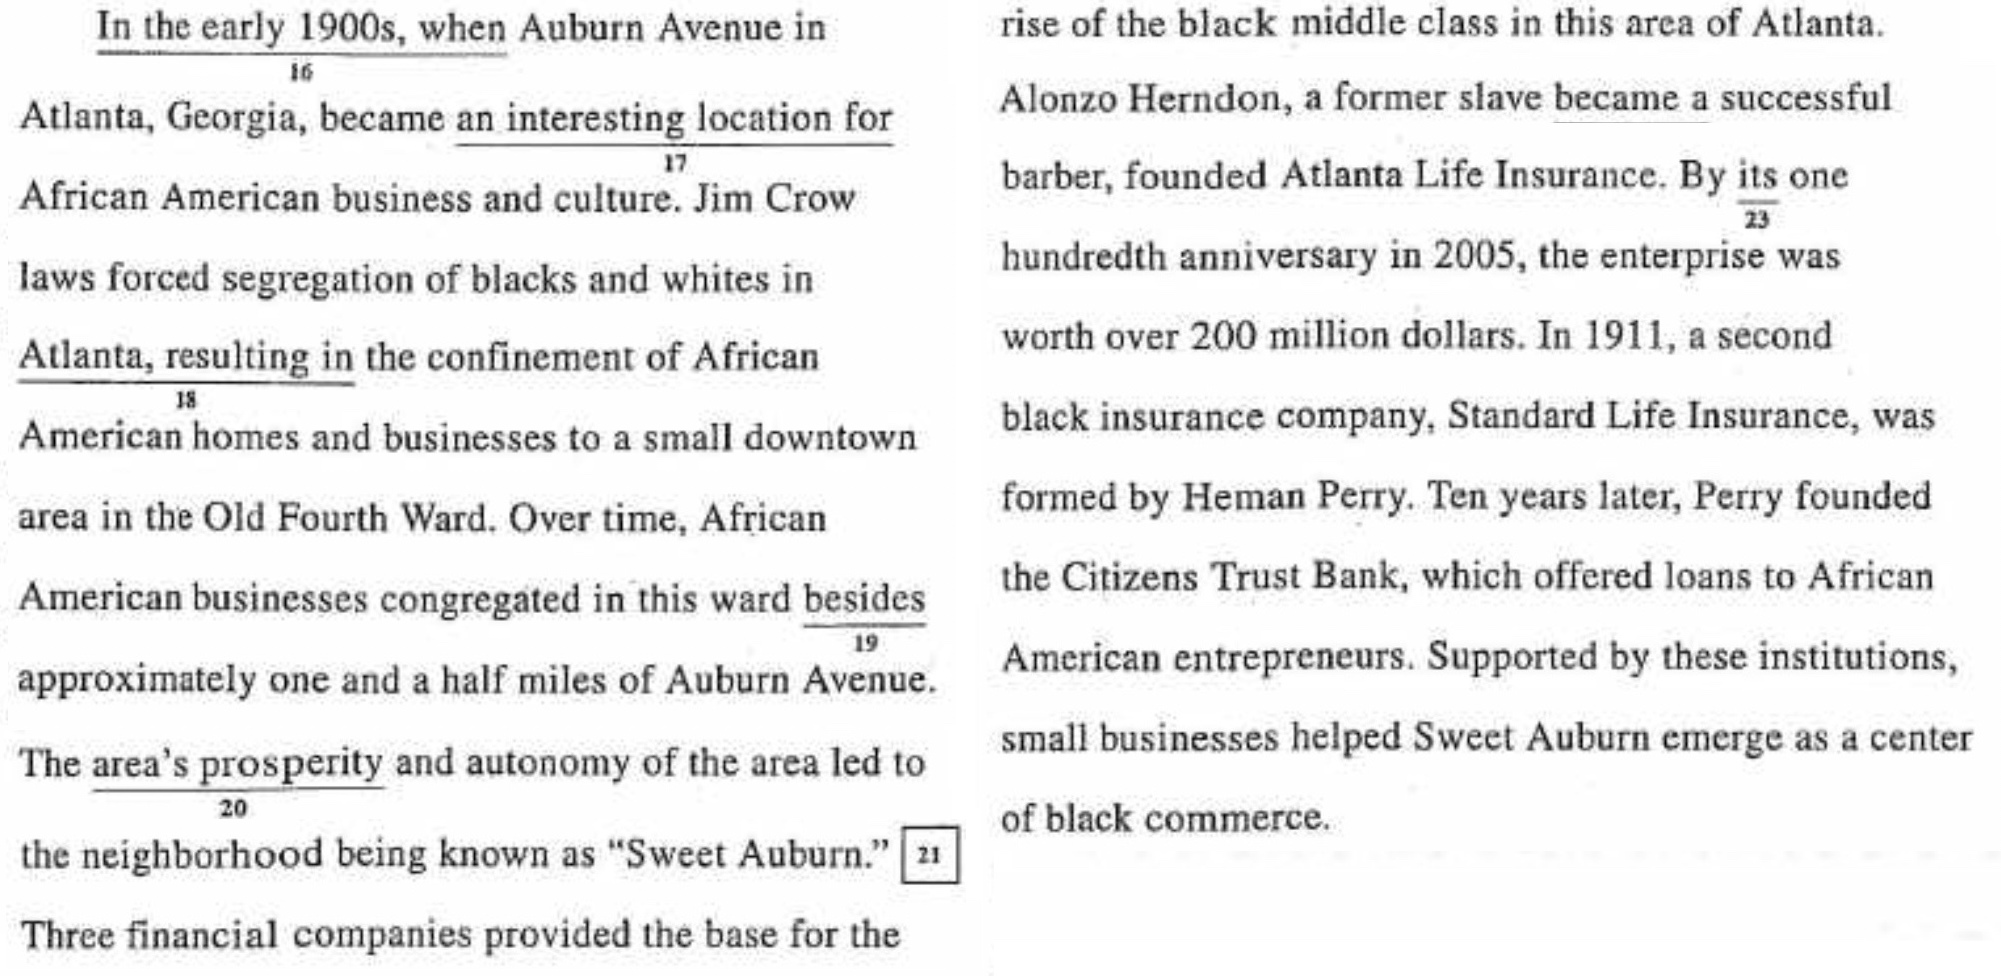 In the early 1900s, when Auburn Avenue in
16
Atlanta, Georgia, became an interesting location for
17
African American business and culture. Jim Crow
laws forced segregation of blacks and whites in
Atlanta, resulting in the confinement of African
18
American homes and businesses to a small downtown
area in the Old Fourth Ward. Over time, African
American businesses congregated in this ward besides
19
approximately one and a half miles of Auburn Avenue.
The area's prosperity and autonomy of the area led to
20
the neighborhood being known as “Sweet Auburn.” 21
Three financial companies provided the base for the
rise of the black middle class in this area of Atlanta.
Alonzo Herndon, a former slave became a successful
barber, founded Atlanta Life Insurance. By its one
23
hundredth anniversary in 2005, the enterprise was
worth over 200 million dollars. In 1911, a second
black insurance company, Standard Life Insurance, was
formed by Heman Perry. Ten years later, Perry founded
the Citizens Trust Bank, which offered loans to African
American entrepreneurs. Supported by these institutions,
small businesses helped Sweet Auburn emerge as a center
of black commerce.